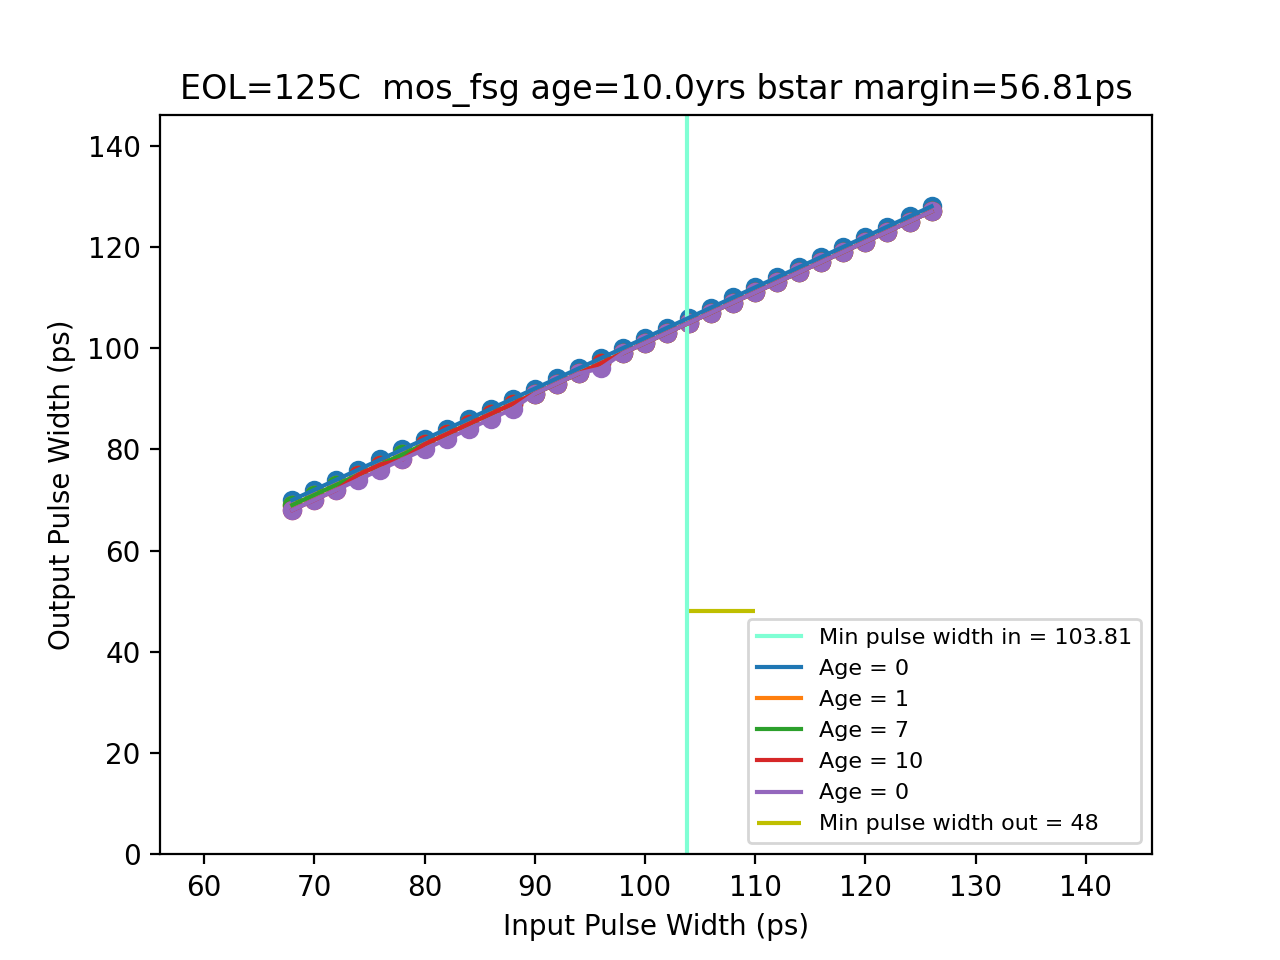 EOL=125C  mos_fsg age=10.0yrs bstar margin=56.81ps
140
120
100
80
60
40
20
0
Output Pulse Width (ps)
Min pulse width in = 103.81
Age = 0
Age = 1
Age = 7
Age = 10
Age = 0
Min pulse width out = 48
60 70 80 90 100 110 120 130 140
Input Pulse Width (ps)